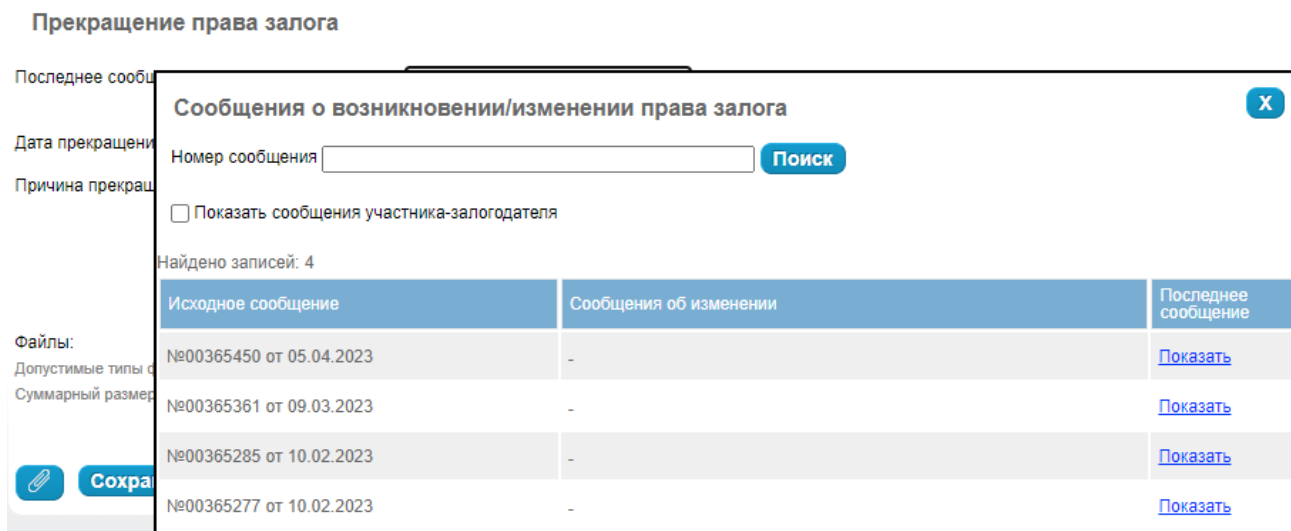 Прекращение права залога
Последнее сообщ
Сообщения о возникновении/изменении права залога
X
Дата прекращени
Номер сообщения
Поиск
Причина прекращ
Показать сообщения участника-залогодателя
Найдено записей: 4
Исходное сообщение Сообщения об изменении Последнее
сообщение
Файлы:
Допустимые типы
Суммарный размер
№00365450 от 05.04.2023 - Показать
№00365361 от 09.03.2023 - Показать
№00365285 от 10.02.2023 - Показать
№00365277 от 10.02.2023 - Показать
Сохра